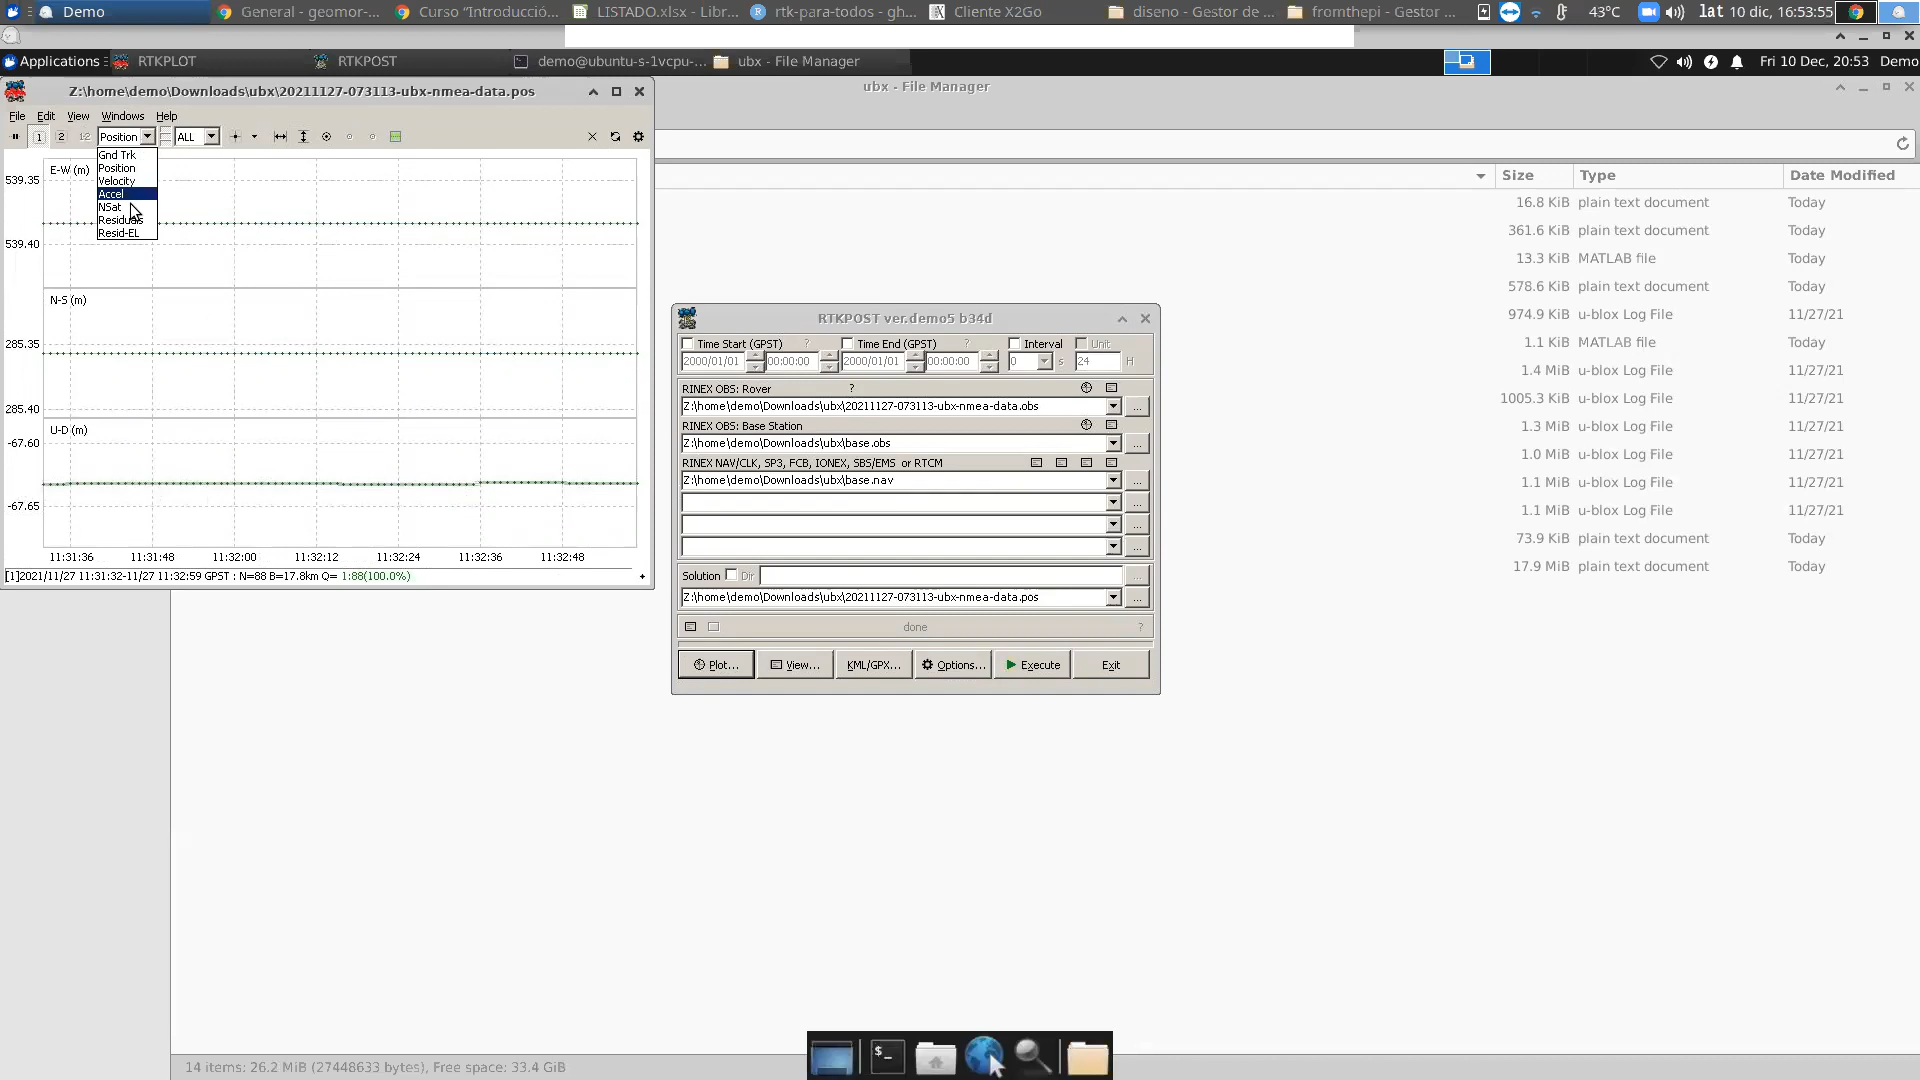 Demo
General - geomor-...
Curso "Introducció...
LISTADO.xlsx - Libr...
rtk-para-todos - gh...
Cliente X2Go
diseno - Gestor de ...
fromthepi - Gestor ...
43°C
lat 10 dic, 16:53:55
Applications
RTKPLOT
RTKPOST
demo@ubuntu-s-1vcpu-...
ubx - File Manager
Fri 10 Dec, 20:53
Demo
Z:\home\demo\Downloads\ubx\20211127-073113-ubx-nmea-data.pos
ubx - File Manager
File Edit View Windows Help
1 2 1-2 Position ALL
Gnd Trk
Position
Velocity
Accel
NSat
Residuals
Resid-EL
E-W (m)
539.35
539.40
N-S (m)
285.35
285.40
U-D (m)
-67.60
-67.65
11:31:36 11:31:48 11:32:00 11:32:12 11:32:24 11:32:36 11:32:48
[1]2021/11/27 11:31:32-11/27 11:32:59 GPST : N=88 B=17.8km Q= 1:88(100.0%)
Size Type Date Modified
16.8 KiB plain text document Today
361.6 KiB plain text document Today
13.3 KiB MATLAB file Today
578.6 KiB plain text document Today
974.9 KiB u-blox Log File 11/27/21
1.1 KiB MATLAB file 11/27/21
1.4 MiB u-blox Log File 11/27/21
1005.3 KiB u-blox Log File 11/27/21
1.3 MiB u-blox Log File 11/27/21
1.0 MiB u-blox Log File 11/27/21
1.1 MiB u-blox Log File 11/27/21
1.1 MiB u-blox Log File 11/27/21
73.9 KiB plain text document Today
17.9 MiB plain text document Today
RTKPOST ver.demo5 b34d
Time Start (GPST) ? Time End (GPST) ? Interval Unit
2000/01/01 00:00:00 2000/01/01 00:00:00 0 s 24 H
RINEX OBS: Rover ?
Z:\home\demo\Downloads\ubx\20211127-073113-ubx-nmea-data.obs ...
RINEX OBS: Base Station
Z:\home\demo\Downloads\ubx\base.obs ...
RINEX NAV/CLK, SP3, FCB, IONEX, SBS/EMS or RTCM
Z:\home\demo\Downloads\ubx\base.nav ...
...
...
...
Solution Dir ...
Z:\home\demo\Downloads\ubx\20211127-073113-ubx-nmea-data.pos ...
done ?
Plot... View... KML/GPX... Options... Execute Exit
14 items: 26.2 MiB (27448633 bytes), Free space: 33.4 GiB